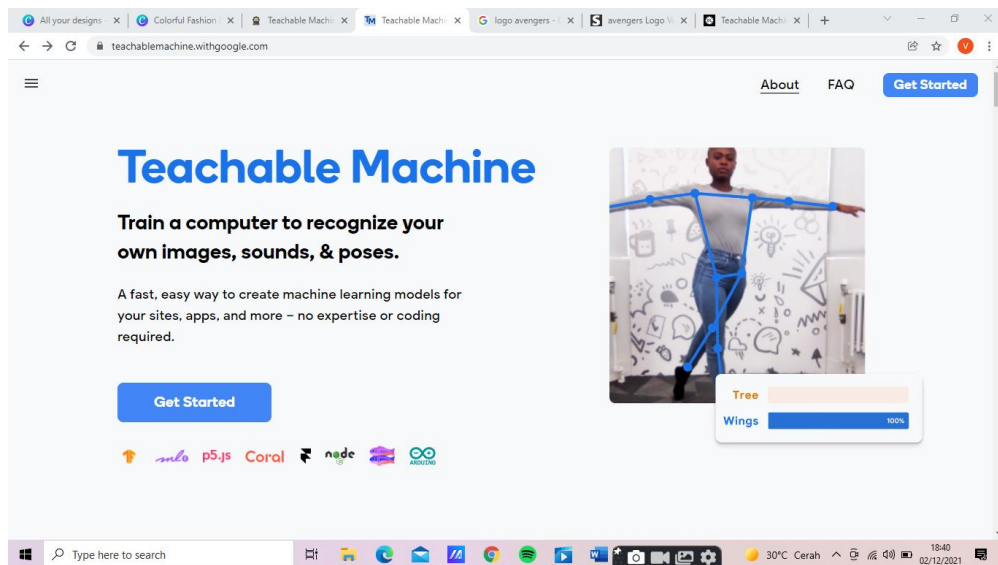 All your designs -
Colorful Fashion
Teachable Machi
Teachable Machi
logo avengers -
avengers Logo V
Teachable Mach
teachablemachine.withgoogle.com
V
About
FAQ
Get Started
Teachable Machine
Train a computer to recognize your
own images, sounds, & poses.
A fast, easy way to create machine learning models for
your sites, apps, and more – no expertise or coding
required.
Get Started
Tree
Wings 100%
mlo p5.js Coral node ARDUINO
Type here to search
30°C Cerah
18:40
02/12/2021